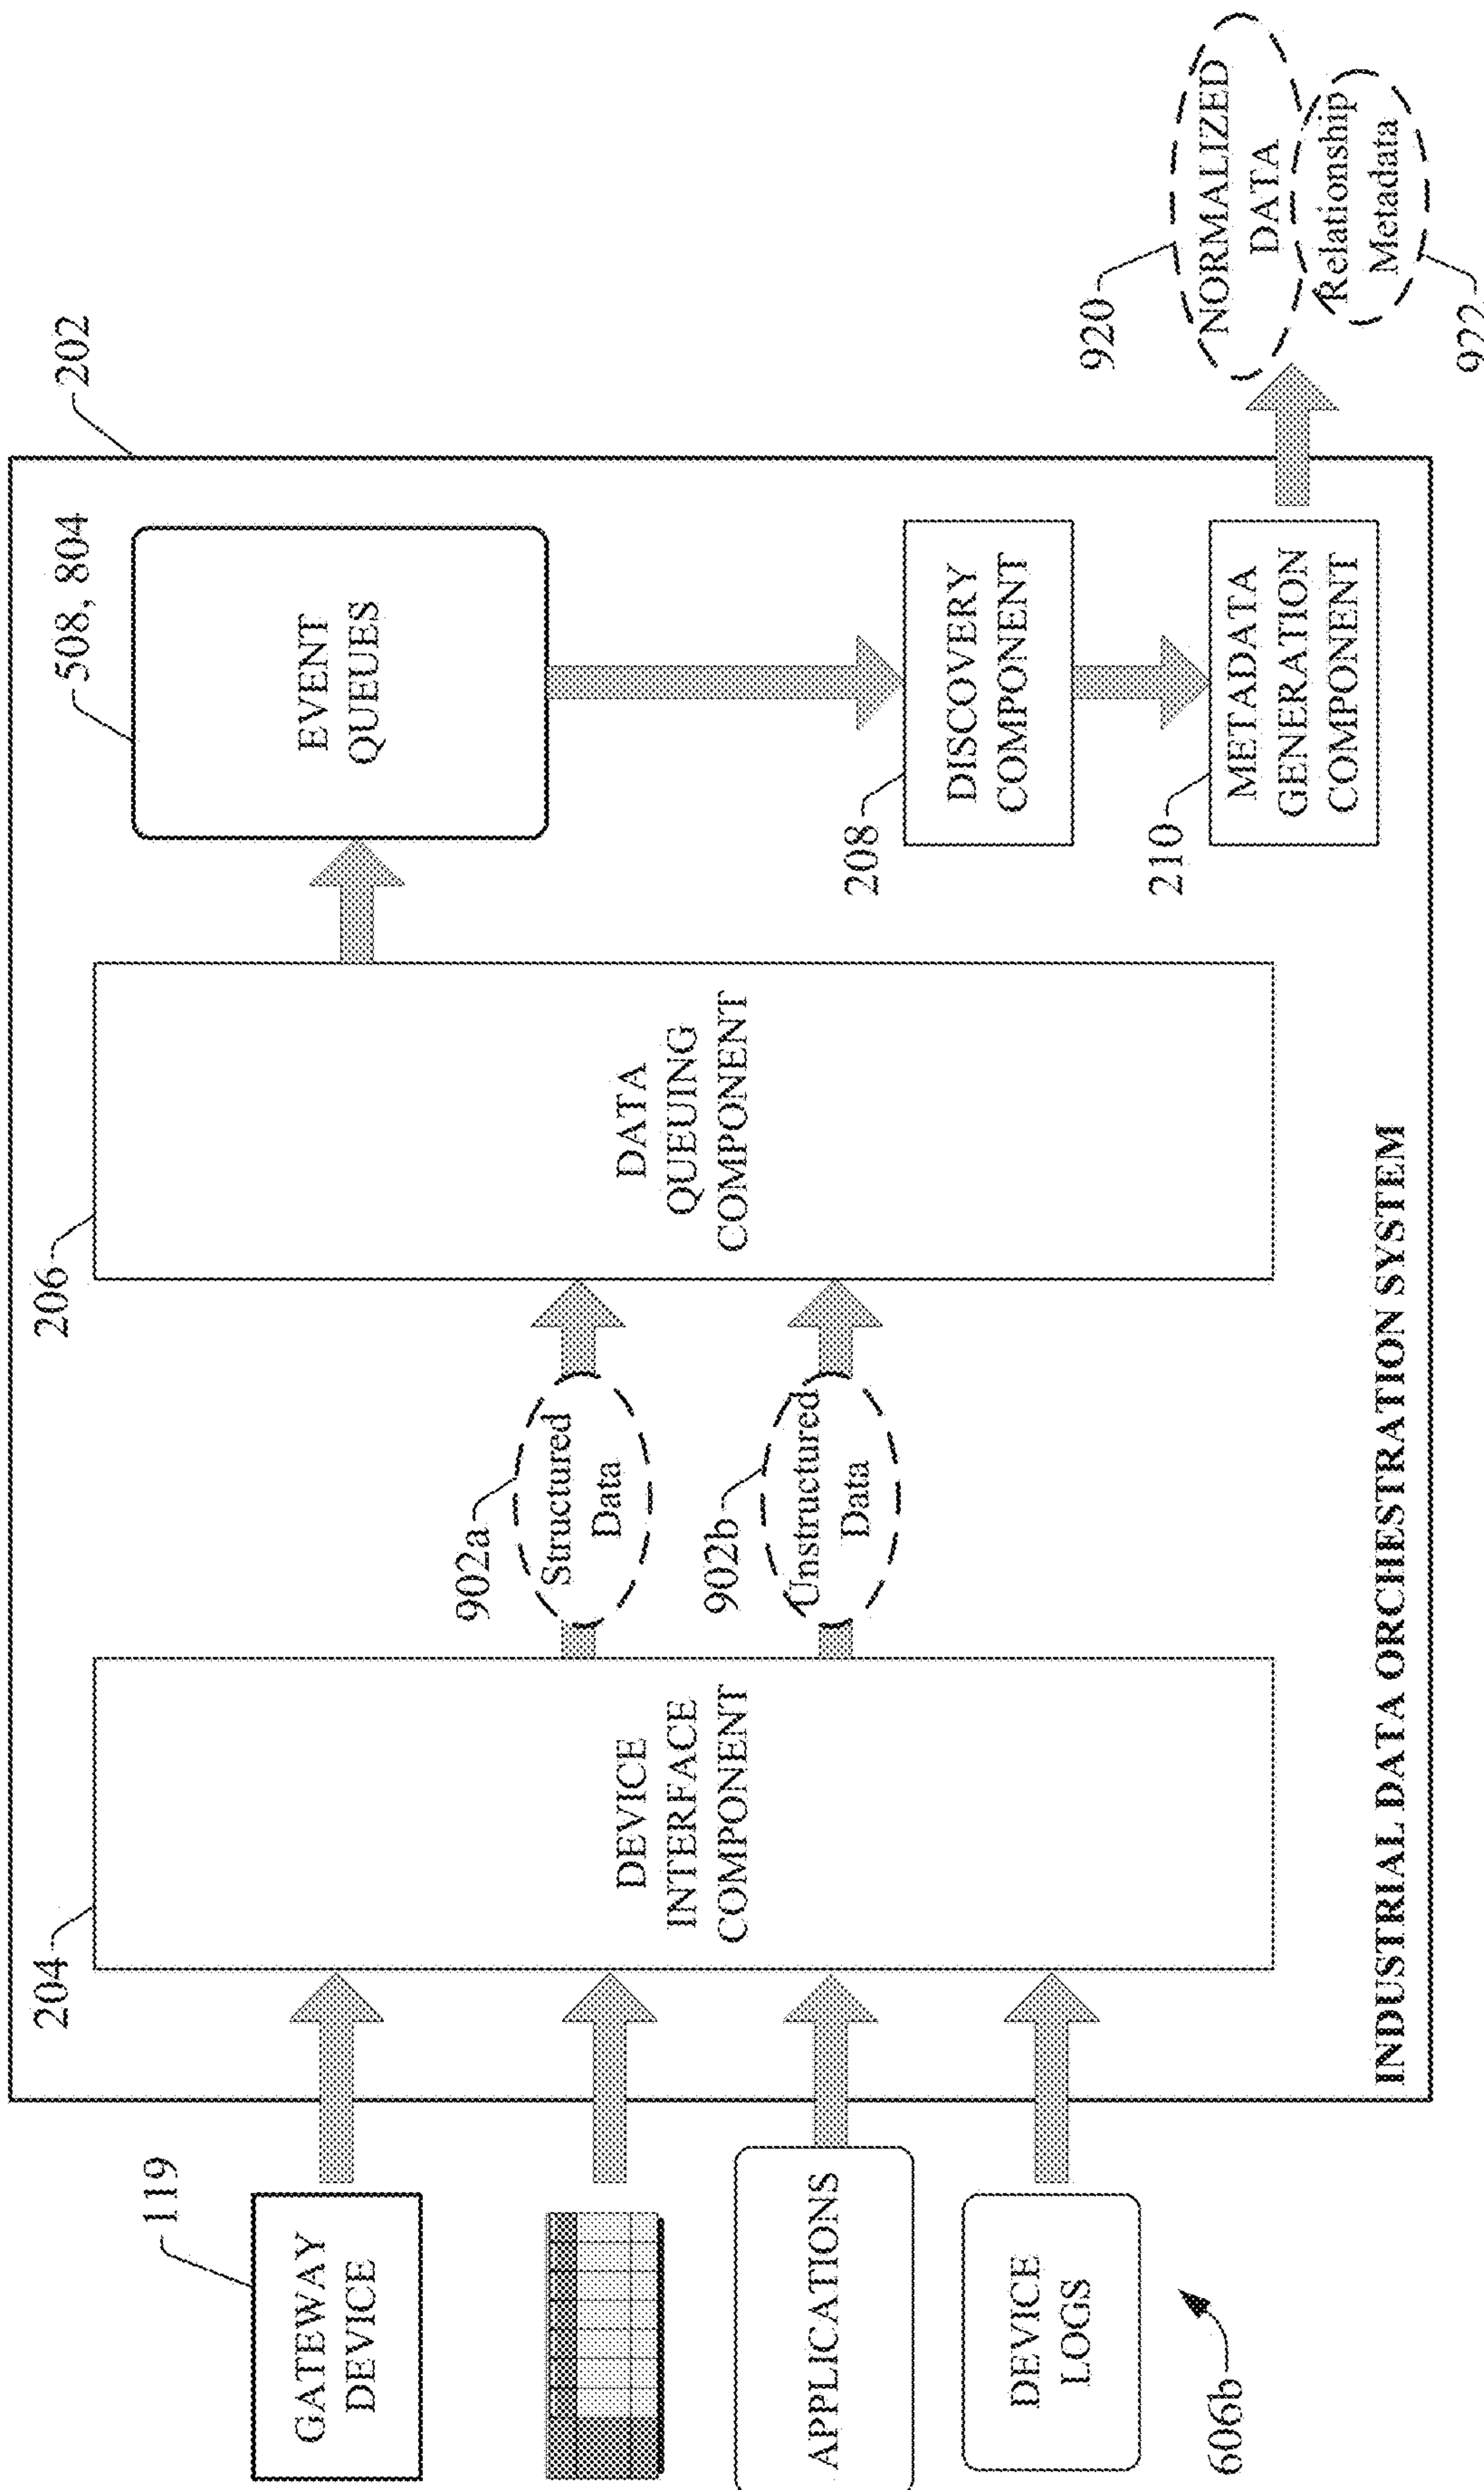 202
119
GATEWAY
DEVICE
APPLICATIONS
DEVICE
LOGS
606b
204
DEVICE
INTERFACE
COMPONENT
902a
Structured
Data
902b
Unstructured
Data
206
DATA
QUEUING
COMPONENT
508, 804
EVENT
QUEUES
208
DISCOVERY
COMPONENT
210
METADATA
GENERATION
COMPONENT
920
NORMALIZED
DATA
Relationship
Metadata
922
INDUSTRIAL DATA ORCHESTRATION SYSTEM